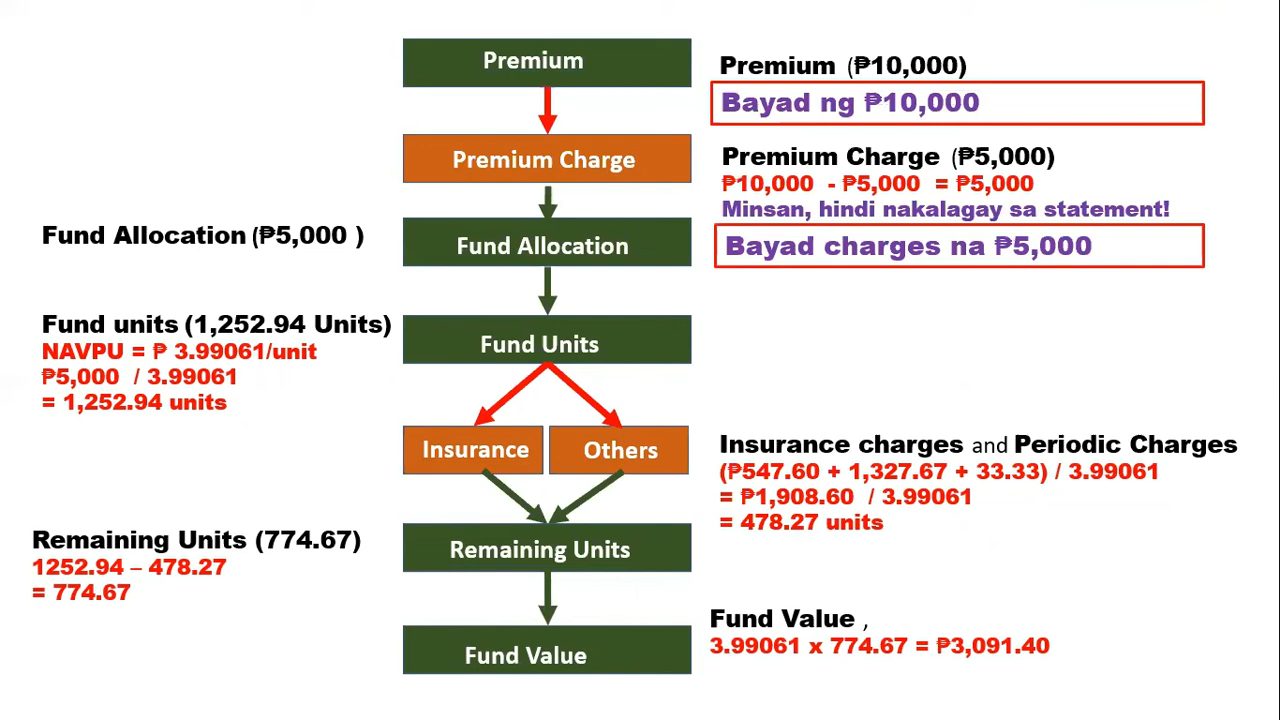 Premium
Premium (₱10,000)
Bayad ng ₱10,000
Premium Charge
Premium Charge (₱5,000)
₱10,000 - ₱5,000 = ₱5,000
Minsan, hindi nakalagay sa statement!
Bayad charges na ₱5,000
Fund Allocation (₱5,000 )
Fund Allocation
Fund units (1,252.94 Units)
NAVPU = ₱ 3.99061/unit
₱5,000 / 3.99061
= 1,252.94 units
Fund Units
Insurance
Others
Insurance charges and Periodic Charges
(₱547.60 + 1,327.67 + 33.33) / 3.99061
= ₱1,908.60 / 3.99061
= 478.27 units
Remaining Units (774.67)
1252.94 – 478.27
= 774.67
Remaining Units
Fund Value ,
3.99061 x 774.67 = ₱3,091.40
Fund Value